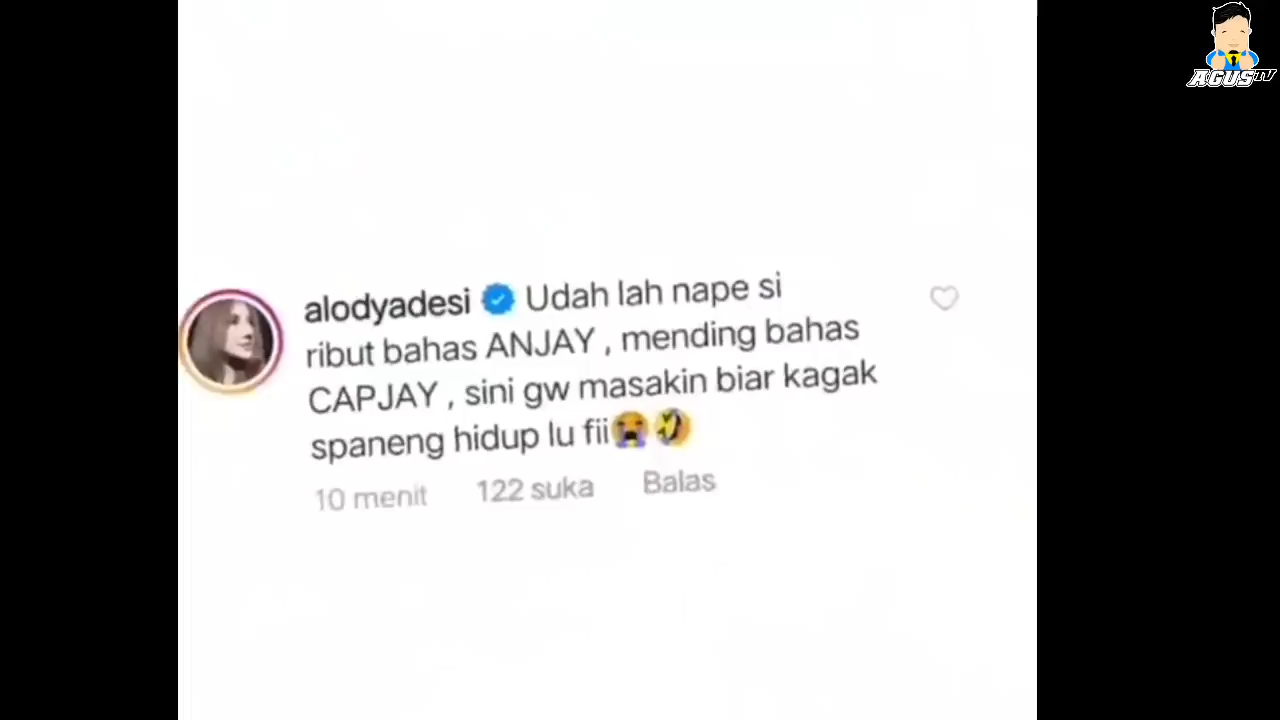 AGUS TV
alodyadesi Udah lah nape si
ribut bahas ANJAY , mending bahas
CAPJAY , sini gw masakin biar kagak
spaneng hidup lu fii😭🤣
10 menit 122 suka Balas